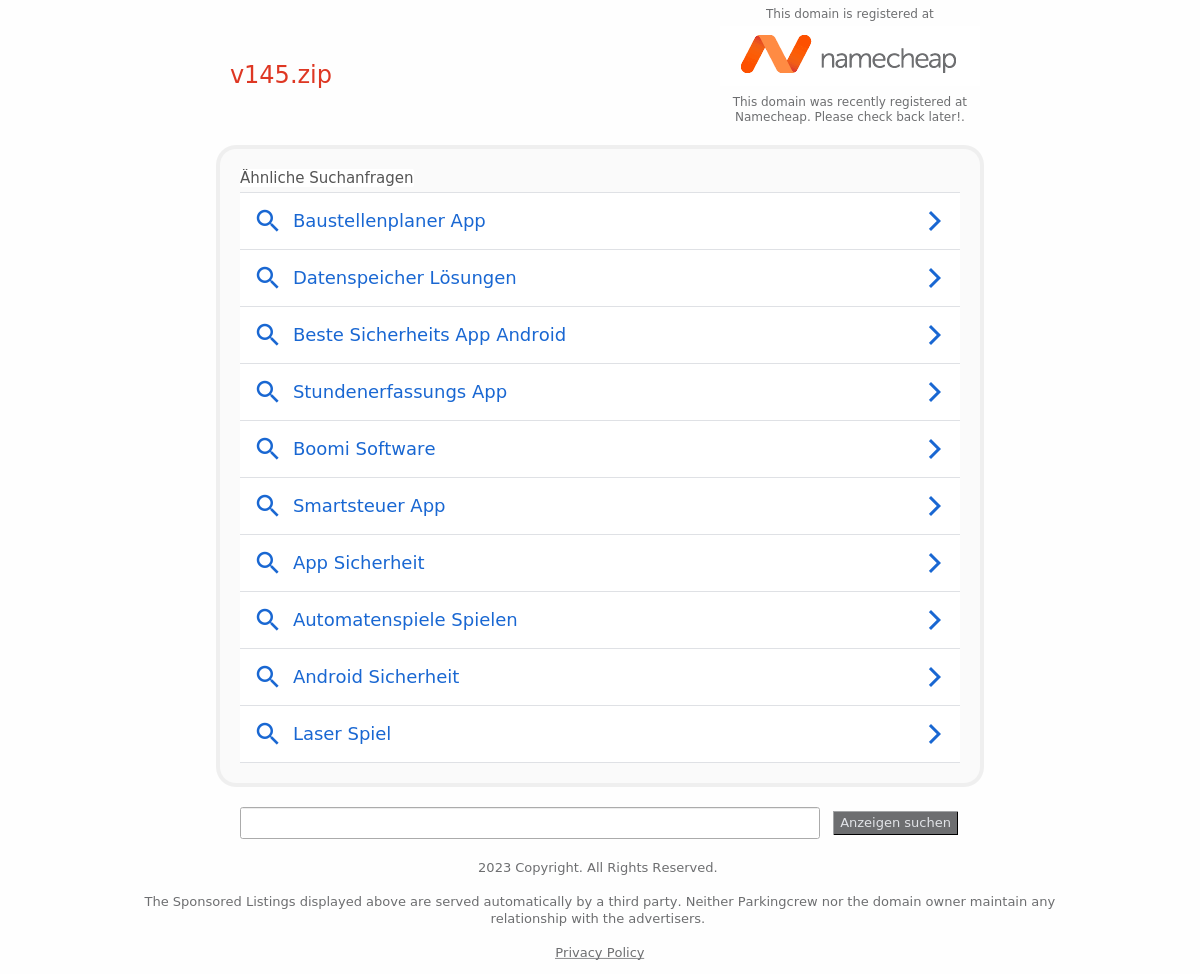 This domain is registered at
namecheap
v145.zip
This domain was recently registered at
Namecheap. Please check back later!.
Ähnliche Suchanfragen
Baustellenplaner App
Datenspeicher Lösungen
Beste Sicherheits App Android
Stundenerfassungs App
Boomi Software
Smartsteuer App
App Sicherheit
Automatenspiele Spielen
Android Sicherheit
Laser Spiel
Anzeigen suchen
2023 Copyright. All Rights Reserved.
The Sponsored Listings displayed above are served automatically by a third party. Neither Parkingcrew nor the domain owner maintain any
relationship with the advertisers.
Privacy Policy